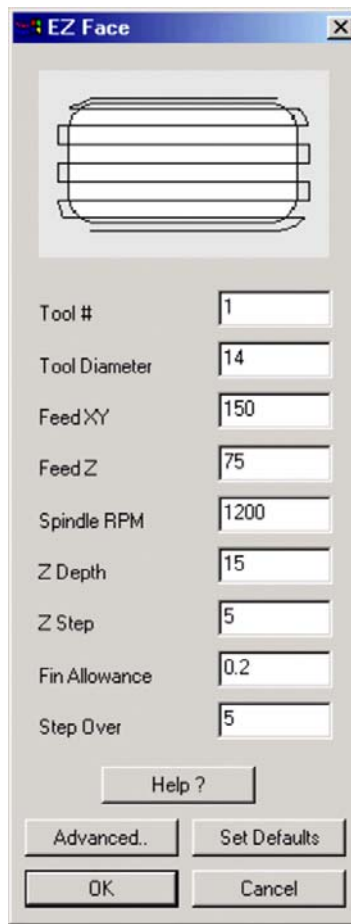 EZ Face
Tool # 1
Tool Diameter 14
Feed XY 150
Feed Z 75
Spindle RPM 1200
Z Depth 15
Z Step 5
Fin Allowance 0.2
Step Over 5
Help ?
Advanced.. Set Defaults
OK Cancel